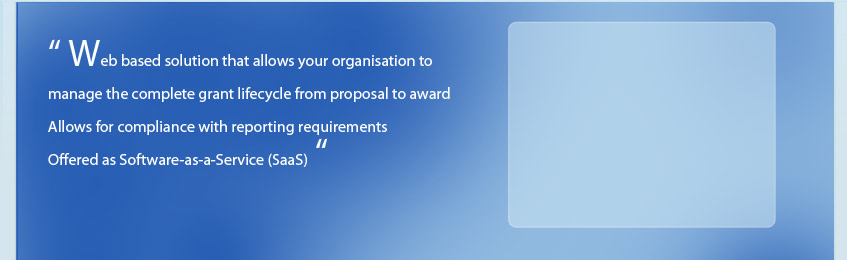 “ Web based solution that allows your organisation to
manage the complete grant lifecycle from proposal to award
Allows for compliance with reporting requirements
Offered as Software-as-a-Service (SaaS) “